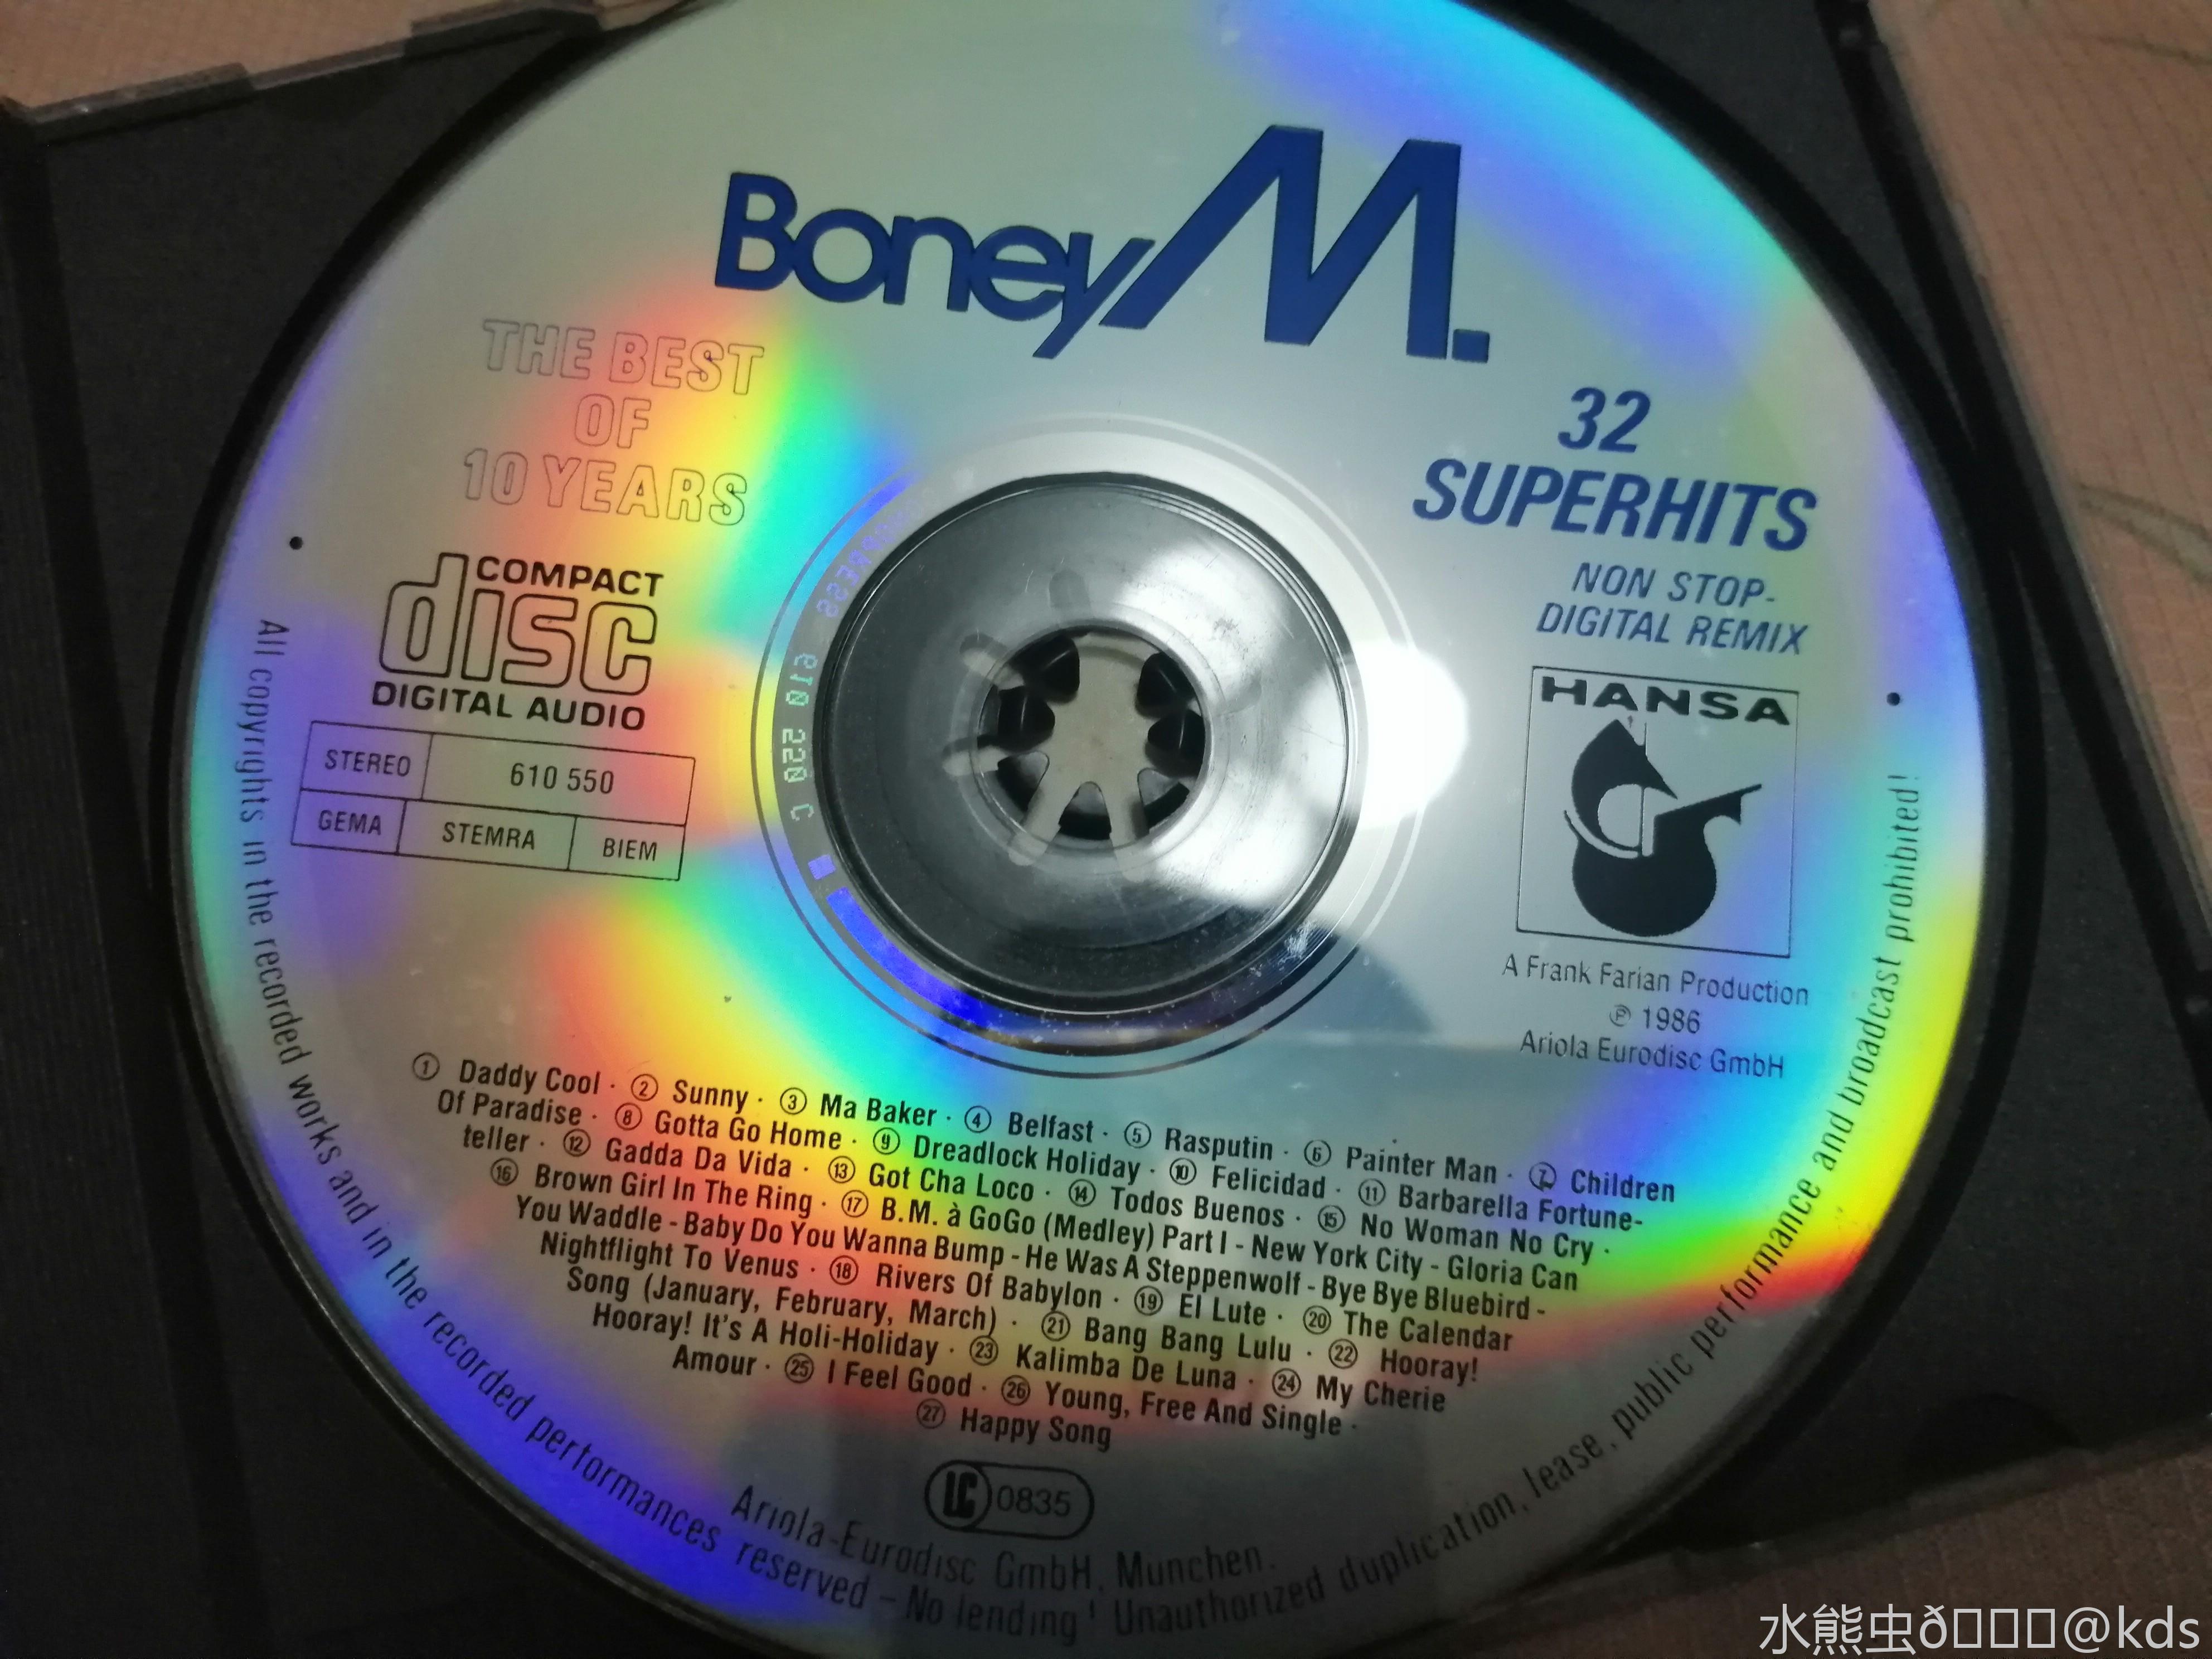 Boney M.
THE BEST
OF
10 YEARS
32
SUPERHITS
NON STOP-
DIGITAL REMIX
COMPACT
disc
DIGITAL AUDIO
STEREO 610 550
GEMA STEMRA BIEM
HANSA
A Frank Farian Production
℗ 1986
Ariola Eurodisc GmbH
610 220 C
① Daddy Cool · ② Sunny · ③ Ma Baker · ④ Belfast · ⑤ Rasputin · ⑥ Painter Man · ⑦ Children
Of Paradise · ⑧ Gotta Go Home · ⑨ Dreadlock Holiday · ⑩ Felicidad · ⑪ Barbarella Fortune-
teller · ⑫ Gadda Da Vida · ⑬ Got Cha Loco · ⑭ Todos Buenos · ⑮ No Woman No Cry ·
⑯ Brown Girl In The Ring · ⑰ B.M. à GoGo (Medley) Part I - New York City - Gloria Can
You Waddle - Baby Do You Wanna Bump - He Was A Steppenwolf - Bye Bye Bluebird -
Nightflight To Venus · ⑱ Rivers Of Babylon · ⑲ El Lute · ⑳ The Calendar
Song (January, February, March) · ㉑ Bang Bang Lulu · ㉒ Hooray!
Hooray! It's A Holi-Holiday · ㉓ Kalimba De Luna · ㉔ My Cherie
Amour · ㉕ I Feel Good · ㉖ Young, Free And Single ·
㉗ Happy Song
LC 0835
Ariola-Eurodisc GmbH, Munchen.
All copyrights in the recorded works and in the recorded performances reserved – No lending! Unauthorized duplication, lease, public performance and broadcast prohibited!
水熊虫ð@kds